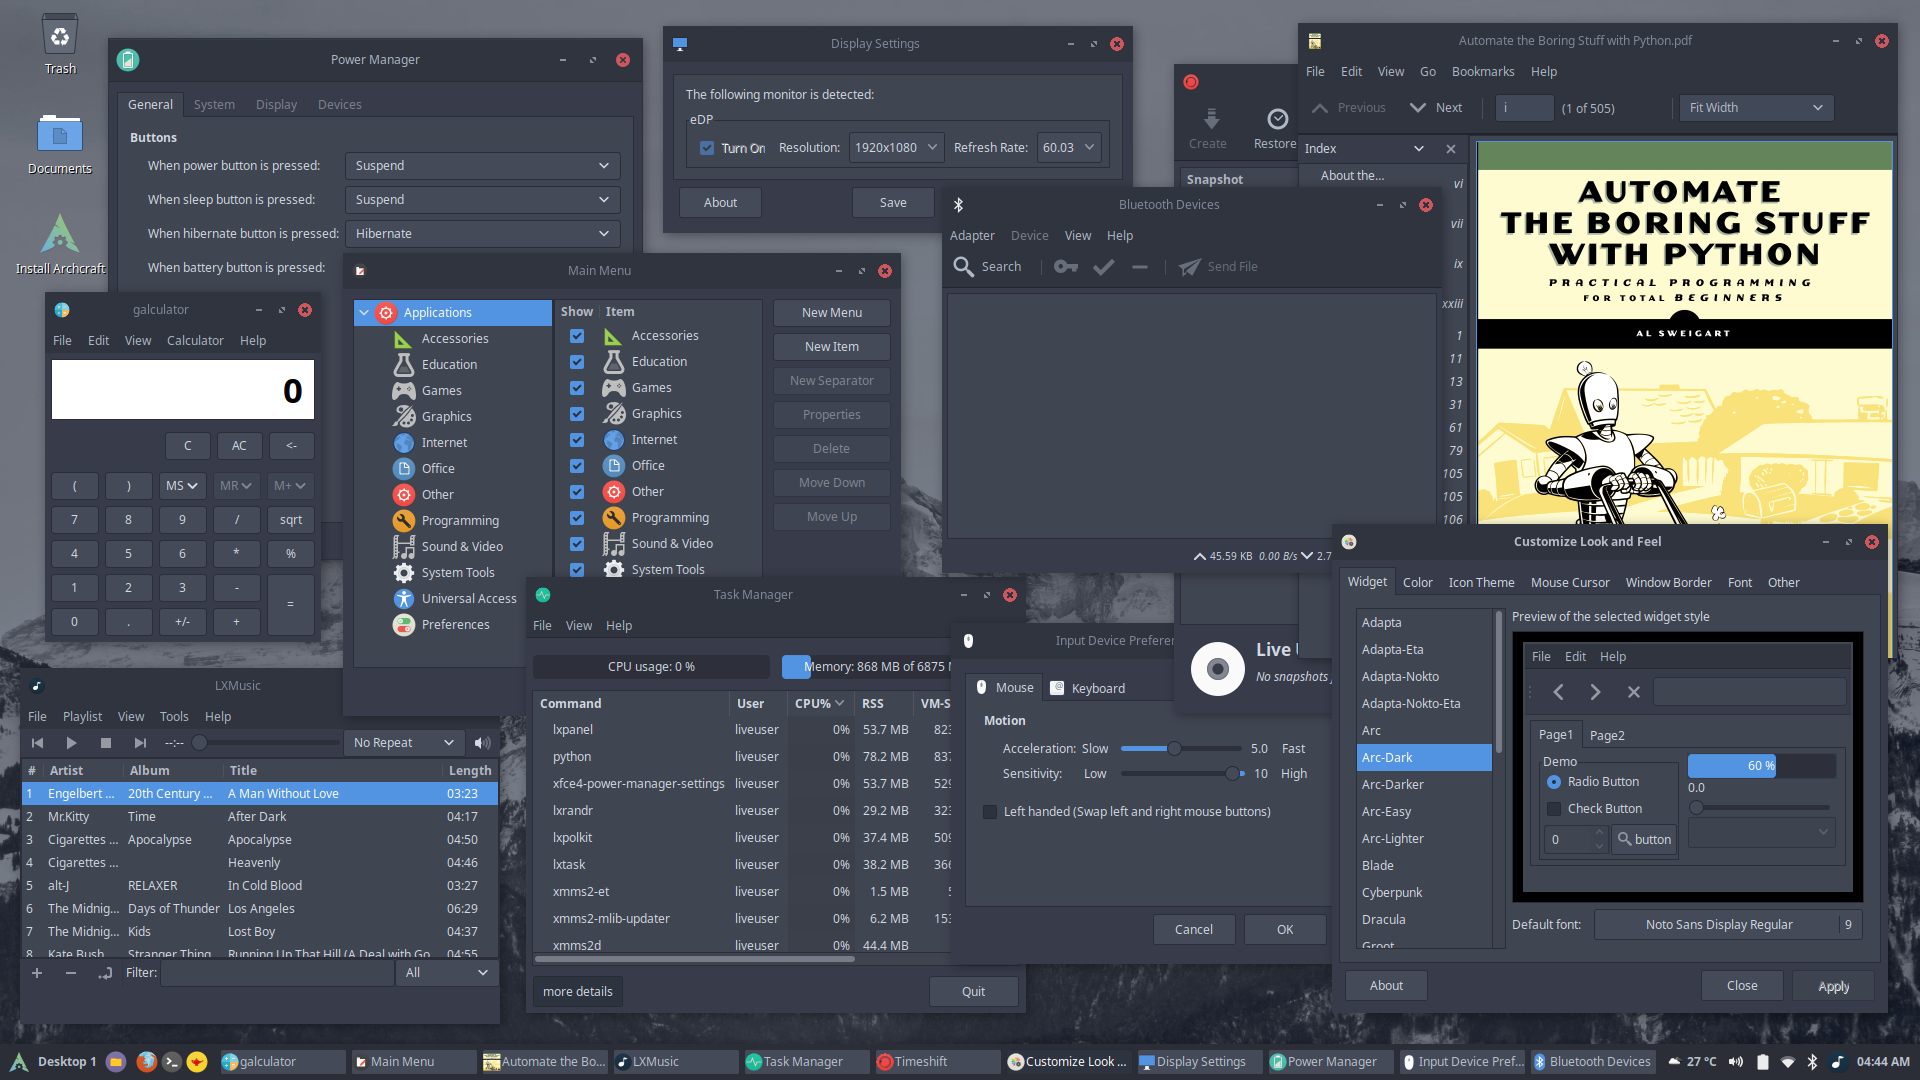 Trash
Documents
Install Archcraft
Power Manager
General System Display Devices
Buttons
When power button is pressed: Suspend
When sleep button is pressed: Suspend
When hibernate button is pressed: Hibernate
When battery button is pressed:
Display Settings
The following monitor is detected:
eDP
Turn On Resolution: 1920x1080 Refresh Rate: 60.03
About Save
Create Restore
Snapshot
Automate the Boring Stuff with Python.pdf
File Edit View Go Bookmarks Help
Previous Next i (1 of 505) Fit Width
Index
About the...
vi
vii
ix
xxiii
1
11
13
31
61
79
105
105
106
AUTOMATE
THE BORING STUFF
WITH PYTHON
PRACTICAL PROGRAMMING
FOR TOTAL BEGINNERS
AL SWEIGART
Bluetooth Devices
Adapter Device View Help
Search Send File
45.59 KB 0.00 B/s 2.7
galculator
File Edit View Calculator Help
0
C AC <-
( ) MS MR M+
7 8 9 / sqrt
4 5 6 * %
1 2 3 - =
0 . +/- +
Main Menu
Applications
Accessories
Education
Games
Graphics
Internet
Office
Other
Programming
Sound & Video
System Tools
Universal Access
Preferences
Show Item
Accessories
Education
Games
Graphics
Internet
Office
Other
Programming
Sound & Video
System Tools
New Menu
New Item
New Separator
Properties
Delete
Move Down
Move Up
LXMusic
File Playlist View Tools Help
--:-- No Repeat
# Artist Album Title Length
1 Engelbert ... 20th Century ... A Man Without Love 03:23
2 Mr.Kitty Time After Dark 04:17
3 Cigarettes ... Apocalypse Apocalypse 04:50
4 Cigarettes ... Heavenly 04:46
5 alt-J RELAXER In Cold Blood 03:27
6 The Midnig... Days of Thunder Los Angeles 06:29
7 The Midnig... Kids Lost Boy 04:37
8 Kate Bush Stranger Thing Running Up That Hill (A Deal with Go 04:55
Filter: All
Task Manager
File View Help
CPU usage: 0 % Memory: 868 MB of 6875 M
Command User CPU% RSS VM-S
lxpanel liveuser 0% 53.7 MB 823
python liveuser 0% 78.2 MB 837
xfce4-power-manager-settings liveuser 0% 53.7 MB 529
lxrandr liveuser 0% 29.2 MB 323
lxpolkit liveuser 0% 37.4 MB 509
lxtask liveuser 0% 38.2 MB 366
xmms2-et liveuser 0% 1.5 MB 5
xmms2-mlib-updater liveuser 0% 6.2 MB 153
xmms2d liveuser 0% 44.4 MB
more details Quit
Input Device Preferen
Mouse Keyboard
Motion
Acceleration: Slow 5.0 Fast
Sensitivity: Low 10 High
Left handed (Swap left and right mouse buttons)
Cancel OK
Live
No snapshots
Customize Look and Feel
Widget Color Icon Theme Mouse Cursor Window Border Font Other
Adapta
Adapta-Eta
Adapta-Nokto
Adapta-Nokto-Eta
Arc
Arc-Dark
Arc-Darker
Arc-Easy
Arc-Lighter
Blade
Cyberpunk
Dracula
Groot
Preview of the selected widget style
File Edit Help
Page1 Page2
Demo
Radio Button
Check Button
0 button
60 %
0.0
Default font: Noto Sans Display Regular 9
About Close Apply
Desktop 1 galculator Main Menu Automate the Bo... LXMusic Task Manager Timeshift Customize Look ... Display Settings Power Manager Input Device Pref... Bluetooth Devices 27 °C 04:44 AM